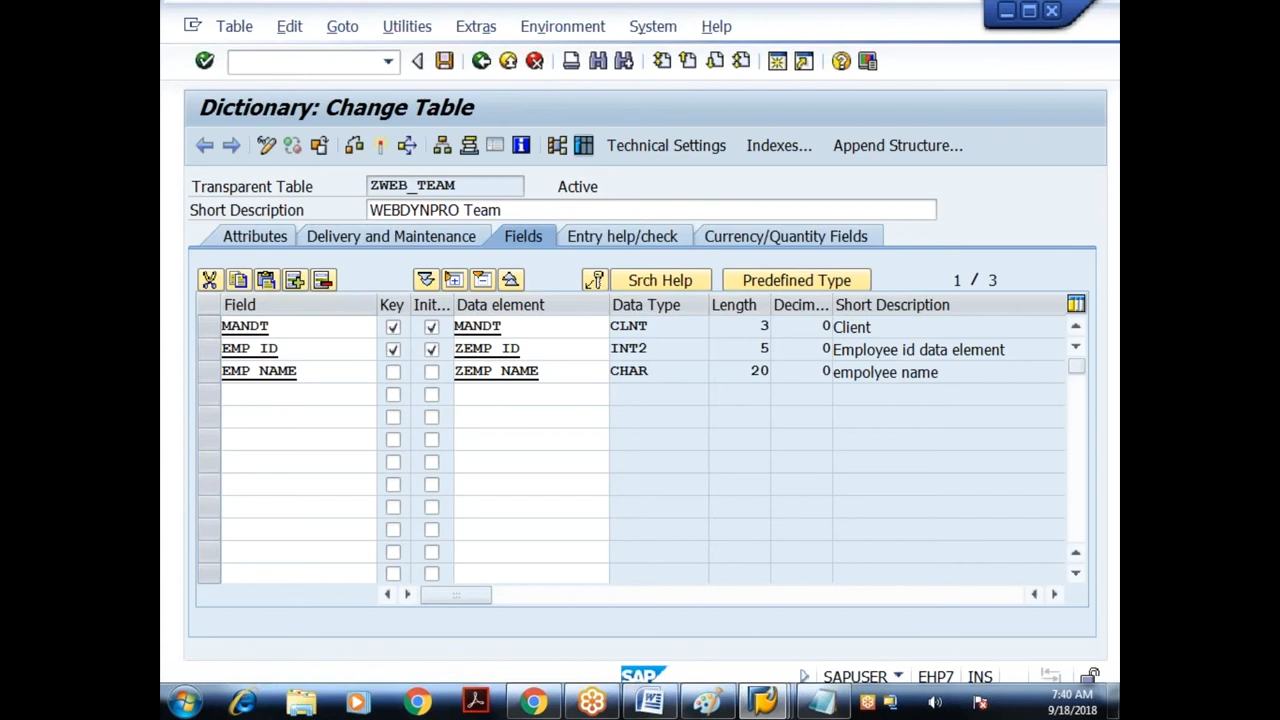 Table Edit Goto Utilities Extras Environment System Help
Dictionary: Change Table
Technical Settings Indexes... Append Structure...
Transparent Table ZWEB_TEAM Active
Short Description WEBDYNPRO Team
Attributes Delivery and Maintenance Fields Entry help/check Currency/Quantity Fields
Srch Help Predefined Type 1 / 3
Field Key Init... Data element Data Type Length Decim... Short Description
MANDT MANDT CLNT 3 0 Client
EMP_ID ZEMP_ID INT2 5 0 Employee id data element
EMP_NAME ZEMP_NAME CHAR 20 0 empolyee name
SAP SAPUSER EHP7 INS
7:40 AM
9/18/2018